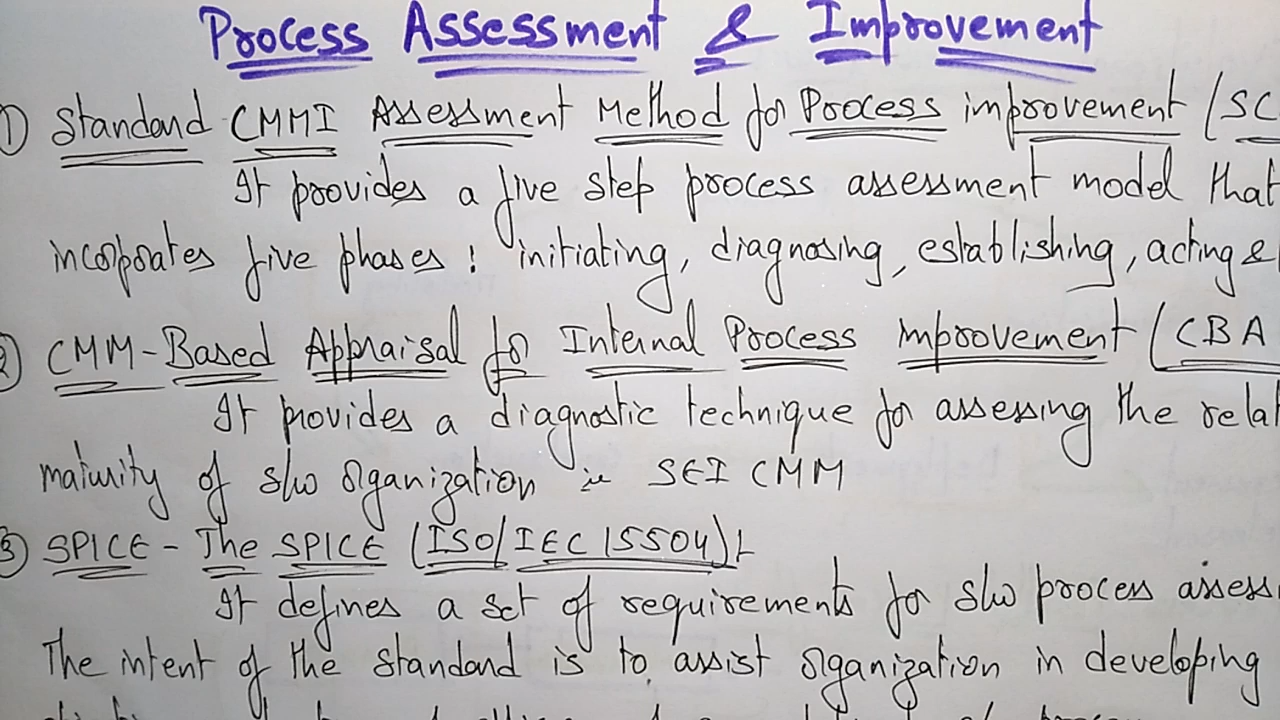 Process Assessment & Improvement
① Standard CMMI Assessment Method for Process improvement (SC
It provides a five step process assessment model that
incorporates five phases : initiating, diagnosing, establishing, acting &
② CMM-Based Appraisal for Internal Process improvement (CBA
It provides a diagnostic technique for assessing the relat
maturity of s/w organization SEI CMM
③ SPICE - The SPICE (ISO/IEC 15504) :-
It defines a set of requirements for s/w process assess
The intent of the standard is to assist organization in developing